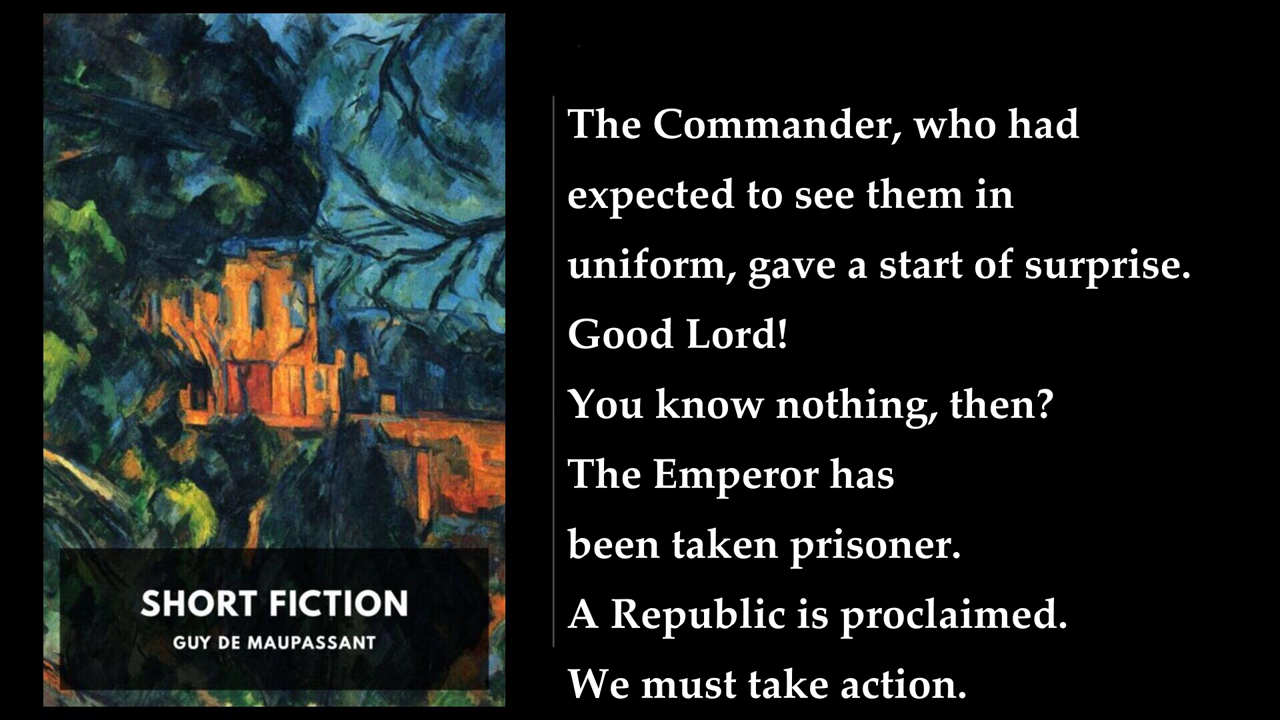 SHORT FICTION
GUY DE MAUPASSANT
The Commander, who had
expected to see them in
uniform, gave a start of surprise.
Good Lord!
You know nothing, then?
The Emperor has
been taken prisoner.
A Republic is proclaimed.
We must take action.